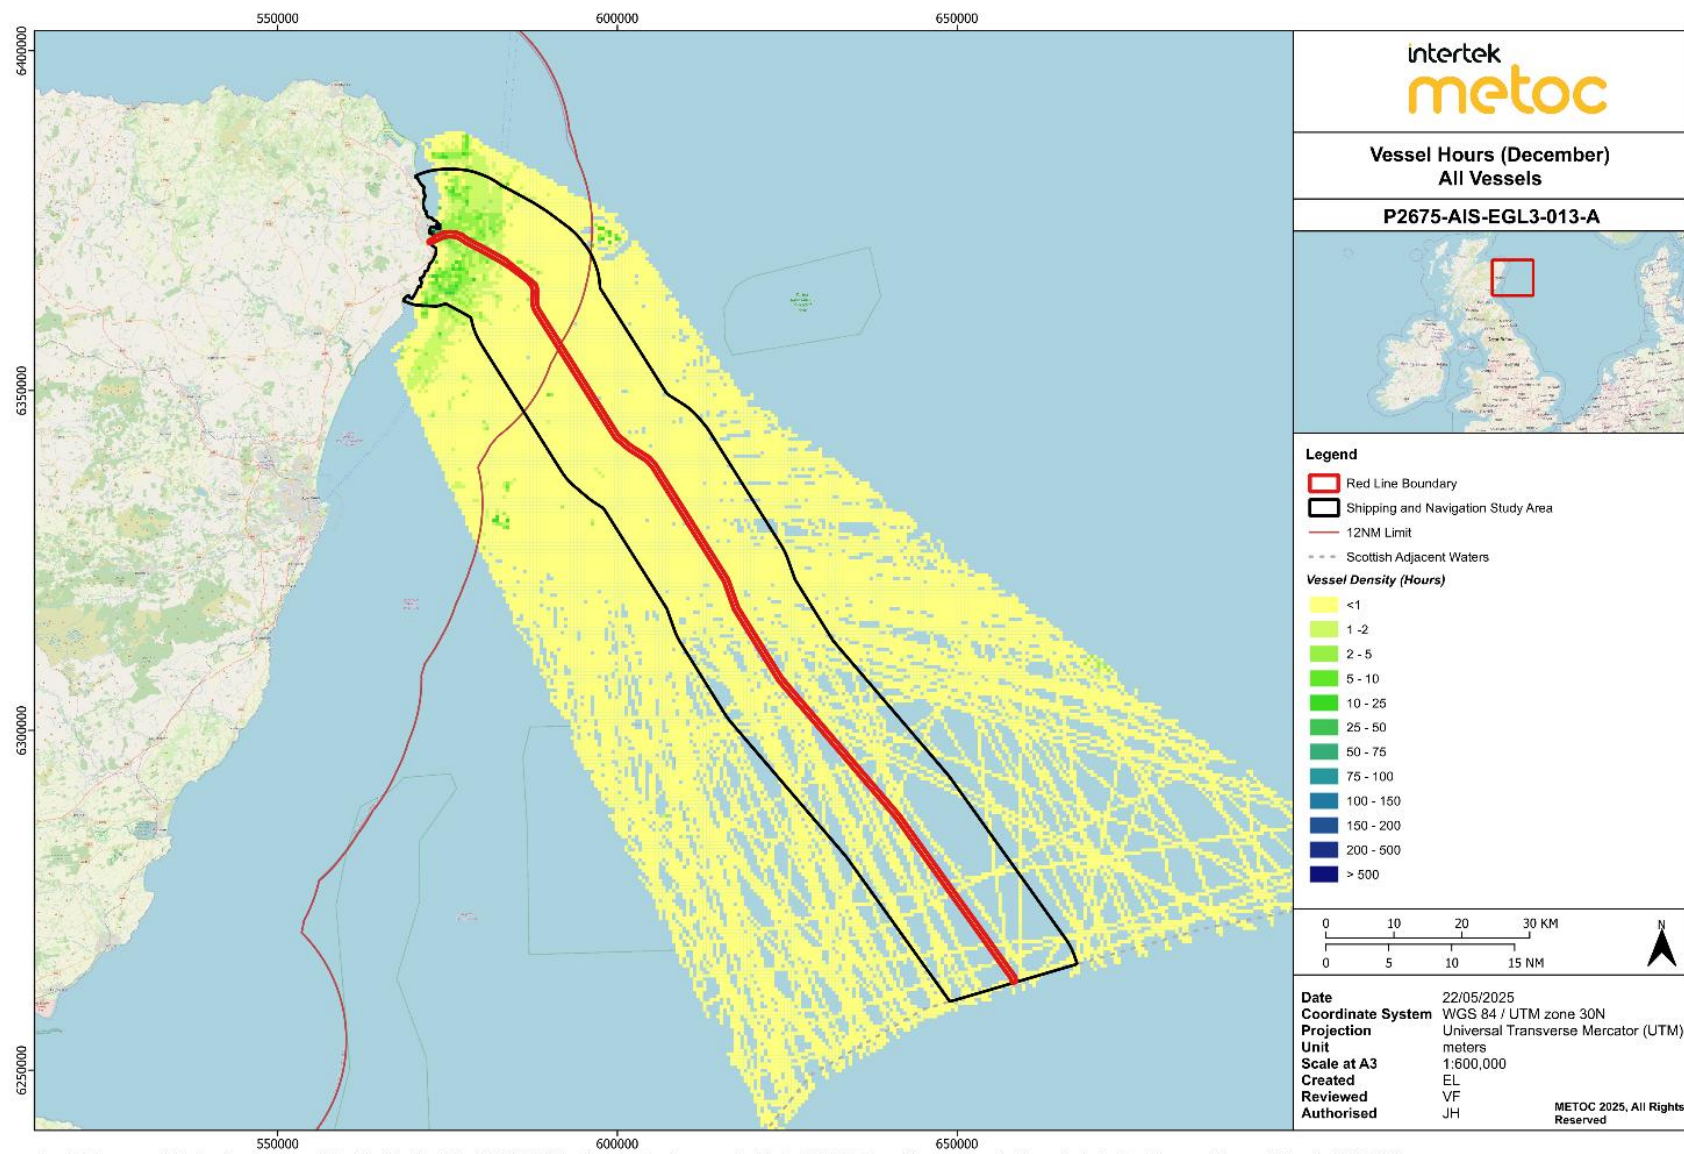 550000
600000
650000
6400000
6350000
6300000
6250000
550000
600000
650000
intertek
metoc
Vessel Hours (December)
All Vessels
P2675-AIS-EGL3-013-A
Legend
Red Line Boundary
Shipping and Navigation Study Area
12NM Limit
Scottish Adjacent Waters
Vessel Density (Hours)
<1
1 -2
2 - 5
5 - 10
10 - 25
25 - 50
50 - 75
75 - 100
100 - 150
150 - 200
200 - 500
> 500
0 10 20 30 KM
0 5 10 15 NM
N
Date 22/05/2025
Coordinate System WGS 84 / UTM zone 30N
Projection Universal Transverse Mercator (UTM)
Unit meters
Scale at A3 1:600,000
Created EL
Reviewed VF
Authorised JH
METOC 2025, All Rights
Reserved